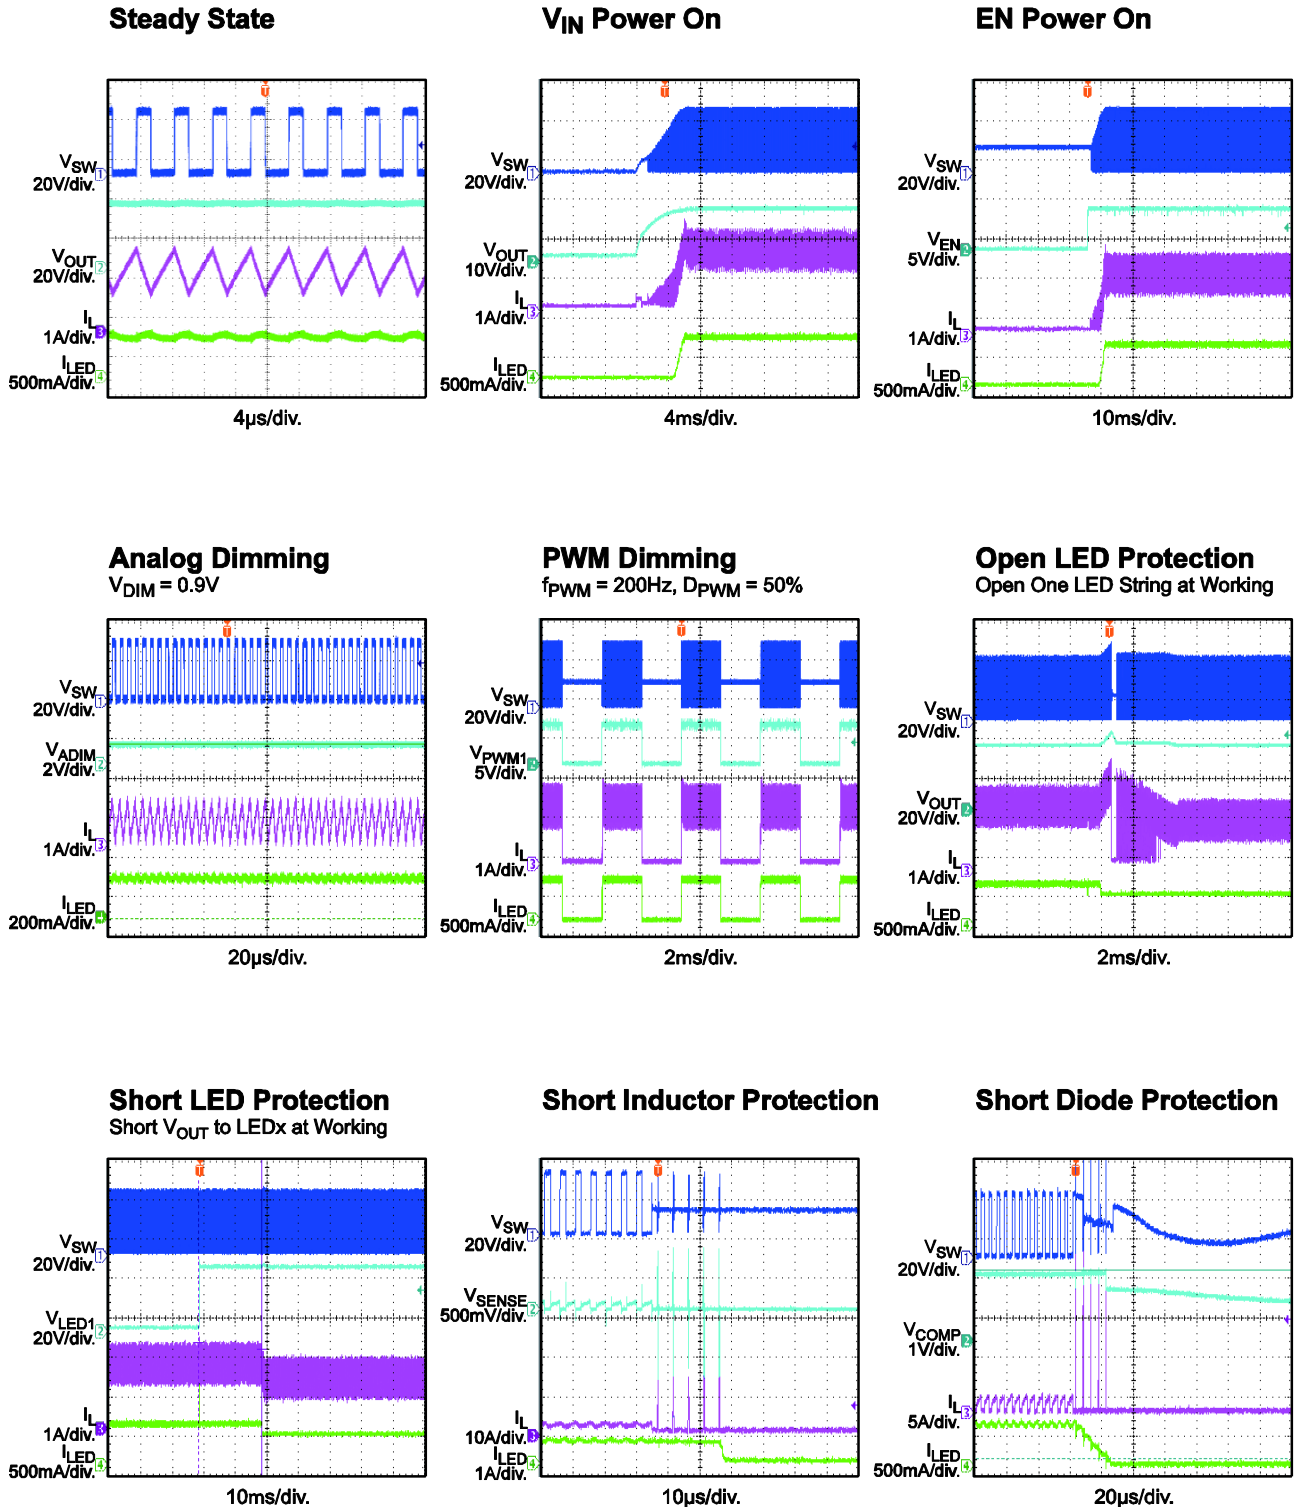 Steady State
VSW
20V/div.
VOUT
20V/div.
IL
1A/div.
ILED
500mA/div.
4µs/div.
VIN Power On
VSW
20V/div.
VOUT
10V/div.
IL
1A/div.
ILED
500mA/div.
4ms/div.
EN Power On
VSW
20V/div.
VEN
5V/div.
IL
1A/div.
ILED
500mA/div.
10ms/div.
Analog Dimming
VDIM = 0.9V
VSW
20V/div.
VADIM
2V/div.
IL
1A/div.
ILED
200mA/div.
20µs/div.
PWM Dimming
fPWM = 200Hz, DPWM = 50%
VSW
20V/div.
VPWM1
5V/div.
IL
1A/div.
ILED
500mA/div.
2ms/div.
Open LED Protection
Open One LED String at Working
VSW
20V/div.
VOUT
20V/div.
IL
1A/div.
ILED
500mA/div.
2ms/div.
Short LED Protection
Short VOUT to LEDx at Working
VSW
20V/div.
VLED1
20V/div.
IL
1A/div.
ILED
500mA/div.
10ms/div.
Short Inductor Protection
VSW
20V/div.
VSENSE
500mV/div.
IL
10A/div.
ILED
1A/div.
10µs/div.
Short Diode Protection
VSW
20V/div.
VCOMP
1V/div.
IL
5A/div.
ILED
500mA/div.
20µs/div.